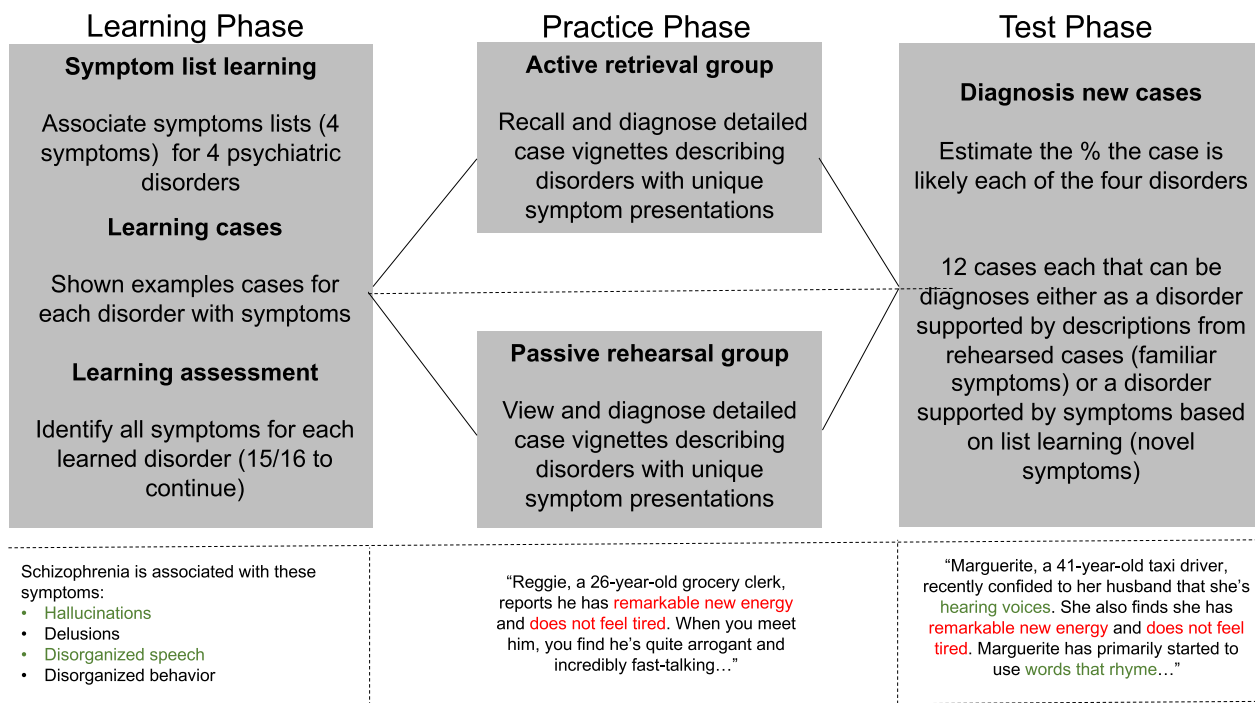 Learning Phase
Symptom list learning
Associate symptoms lists (4
symptoms)  for 4 psychiatric
disorders
Learning cases
Shown examples cases for
each disorder with symptoms
Learning assessment
Identify all symptoms for each
learned disorder (15/16 to
continue)
Practice Phase
Active retrieval group
Recall and diagnose detailed
case vignettes describing
disorders with unique
symptom presentations
Passive rehearsal group
View and diagnose detailed
case vignettes describing
disorders with unique
symptom presentations
Test Phase
Diagnosis new cases
Estimate the % the case is
likely each of the four disorders
12 cases each that can be
diagnoses either as a disorder
supported by descriptions from
rehearsed cases (familiar
symptoms) or a disorder
supported by symptoms based
on list learning (novel
symptoms)
Schizophrenia is associated with these
symptoms:
• Hallucinations
• Delusions
• Disorganized speech
• Disorganized behavior
“Reggie, a 26-year-old grocery clerk,
reports he has remarkable new energy
and does not feel tired. When you meet
him, you find he’s quite arrogant and
incredibly fast-talking…”
“Marguerite, a 41-year-old taxi driver,
recently confided to her husband that she’s
hearing voices. She also finds she has
remarkable new energy and does not feel
tired. Marguerite has primarily started to
use words that rhyme…”